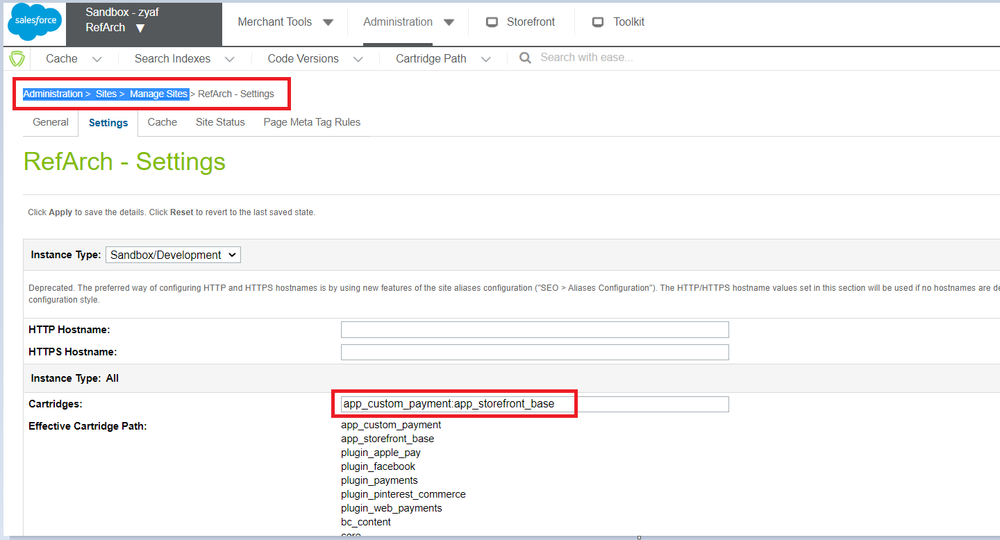 salesforce
Sandbox - zyaf
RefArch
Merchant Tools
Administration
Storefront
Toolkit
Cache
Search Indexes
Code Versions
Cartridge Path
Search with ease...
Administration > Sites > Manage Sites > RefArch - Settings
General
Settings
Cache
Site Status
Page Meta Tag Rules
RefArch - Settings
Click Apply to save the details. Click Reset to revert to the last saved state.
Instance Type: Sandbox/Development
Deprecated. The preferred way of configuring HTTP and HTTPS hostnames is by using new features of the site aliases configuration ("SEO > Aliases Configuration"). The HTTP/HTTPS hostname values set in this section will be used if no hostnames are de
configuration style.
HTTP Hostname:
HTTPS Hostname:
Instance Type: All
Cartridges: app_custom_payment:app_storefront_base
Effective Cartridge Path: app_custom_payment
app_storefront_base
plugin_apple_pay
plugin_facebook
plugin_payments
plugin_pinterest_commerce
plugin_web_payments
bc_content